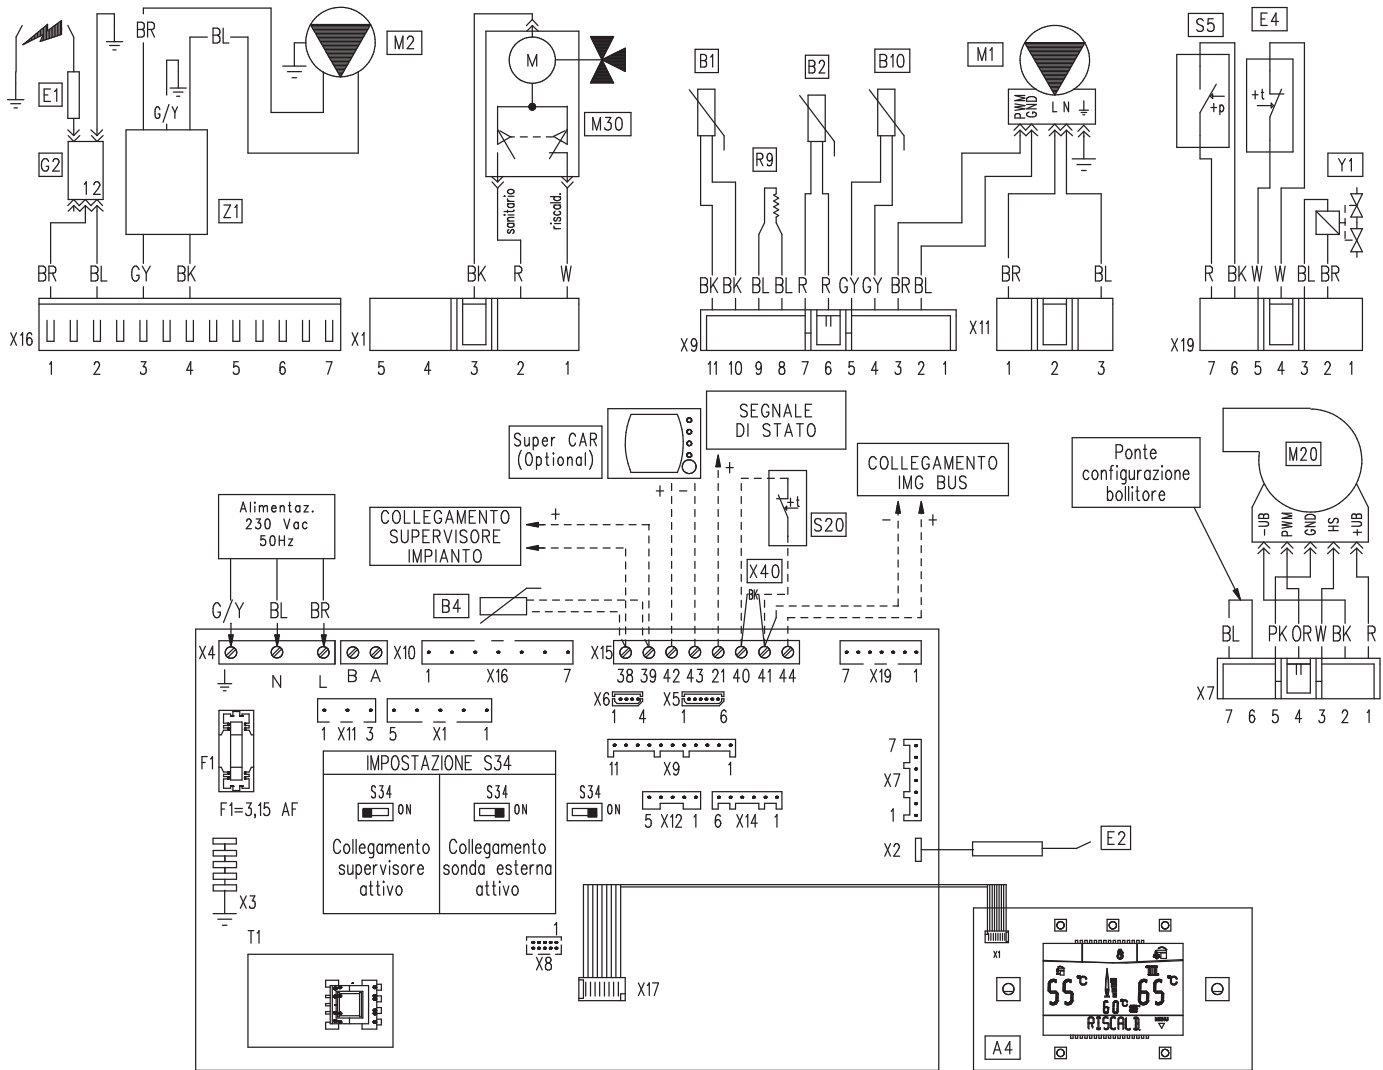 BR
BL
M2
E1
G/Y
G2
1 2
Z1
BR BL GY BK
X16
1 2 3 4 5 6 7
M
M30
sanitario
riscald.
BK R W
X1
5 4 3 2 1
B1
B2
B10
R9
M1
PWM
GND
L N
BK BK BL BL R R GY GY BR BL
X9
11 10 9 8 7 6 5 4 3 2 1
BR BL
X11
1 2 3
S5
E4
+p
+t
Y1
R BK W W BL BR
X19
7 6 5 4 3 2 1
Super CAR
(Optional)
+ -
SEGNALE
DI STATO
+
+t
S20
COLLEGAMENTO
IMG BUS
- +
Ponte
configurazione
bollitore
M20
-UB
PWM
GND
HS
+UB
BL PK OR W BK R
X7
7 6 5 4 3 2 1
Alimentaz.
230 Vac
50Hz
COLLEGAMENTO
SUPERVISORE
IMPIANTO
+
-
B4
X40
BK
G/Y BL BR
X4
N L
B A
X10
1 X16 7
X15
38 39 42 43 21 40 41 44
7 X19 1
X6
1 4
X5
1 6
1 X11 3
5 X1 1
F1
F1=3,15 AF
IMPOSTAZIONE S34
S34
ON
Collegamento
supervisore
attivo
S34
ON
Collegamento
sonda esterna
attivo
S34
ON
11 X9 1
5 X12 1
6 X14 1
7
X7
1
X2
E2
X3
T1
1
X8
X17
X1
55 °C
60 °C
65 °C
RISCALD
MENU
A4